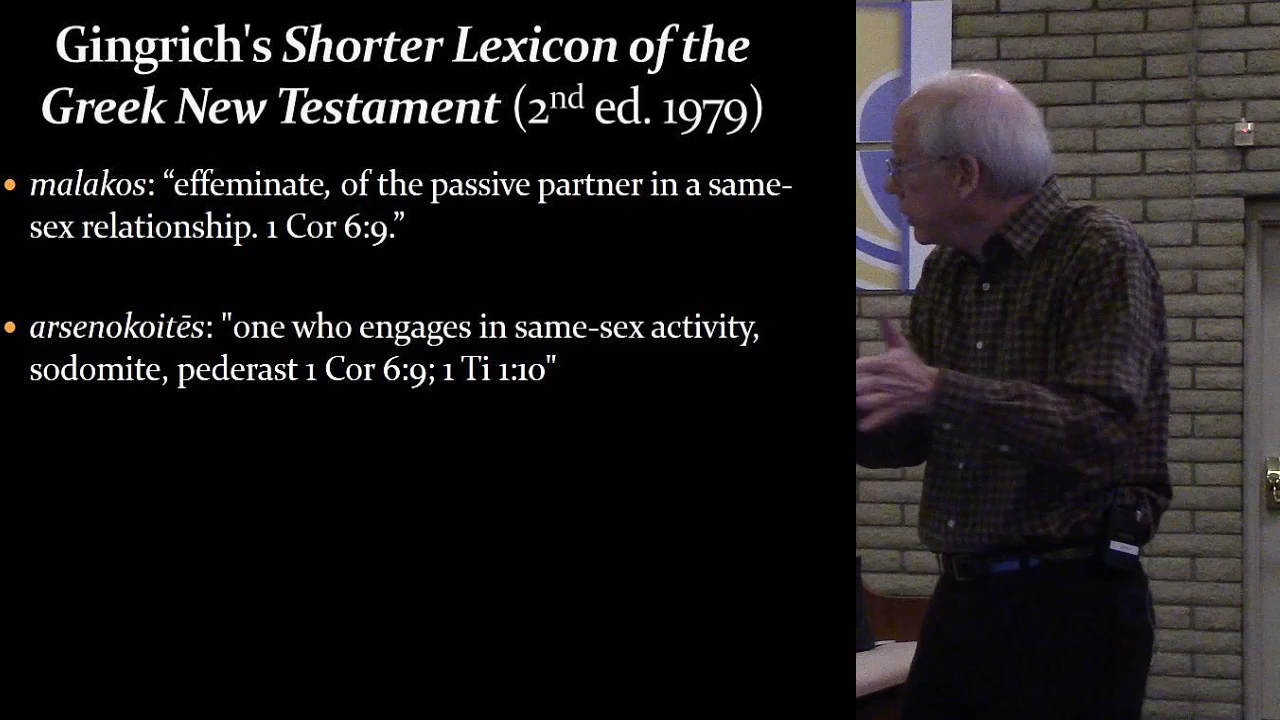 Gingrich's Shorter Lexicon of the
Greek New Testament (2nd ed. 1979)
• malakos: “effeminate, of the passive partner in a same-
sex relationship. 1 Cor 6:9.”
• arsenokoitēs: "one who engages in same-sex activity,
sodomite, pederast 1 Cor 6:9; 1 Ti 1:10"